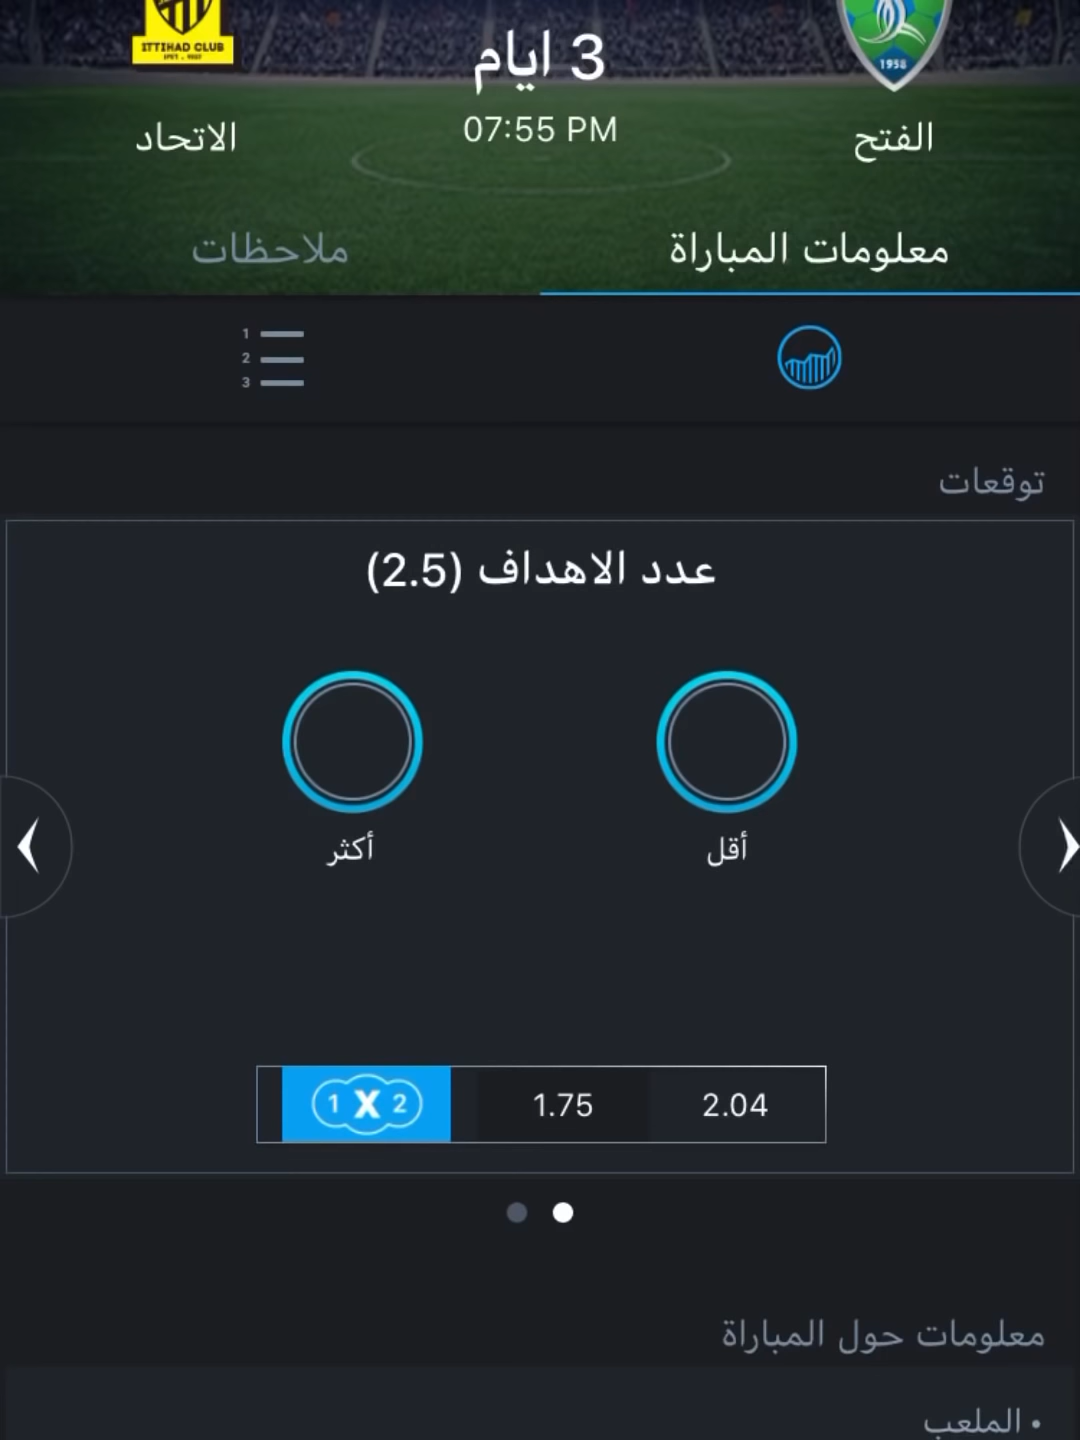 ITTIHAD CLUB
1958
3 ايام
07:55 PM
الفتح
الاتحاد
معلومات المباراة
ملاحظات
1
2
3
توقعات
عدد الاهداف (2.5)
أقل
أكثر
1 X 2
1.75
2.04
معلومات حول المباراة
• الملعب